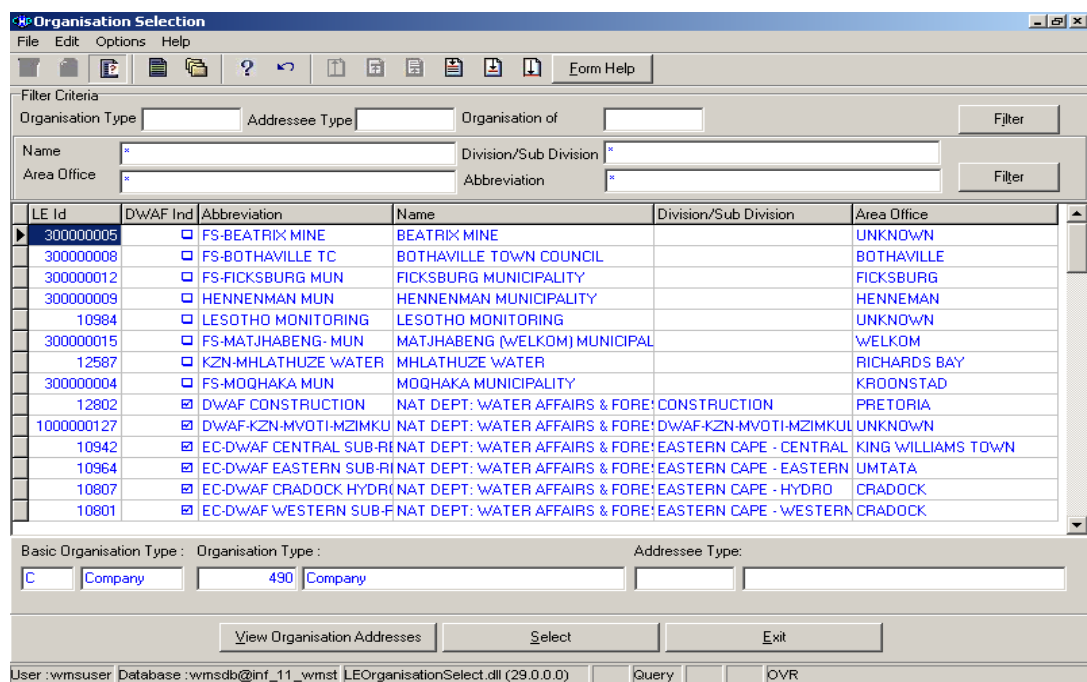 Organisation Selection
File Edit Options Help
? Form Help
Filter Criteria
Organisation Type Addressee Type Organisation of Filter
Name * Division/Sub Division *
Area Office * Abbreviation * Filter
LE Id DWAF Ind Abbreviation Name Division/Sub Division Area Office
300000005 FS-BEATRIX MINE BEATRIX MINE UNKNOWN
300000008 FS-BOTHAVILLE TC BOTHAVILLE TOWN COUNCIL BOTHAVILLE
300000012 FS-FICKSBURG MUN FICKSBURG MUNICIPALITY FICKSBURG
300000009 HENNENMAN MUN HENNENMAN MUNICIPALITY HENNEMAN
10984 LESOTHO MONITORING LESOTHO MONITORING UNKNOWN
300000015 FS-MATJHABENG- MUN MATJHABENG (WELKOM) MUNICIPAL WELKOM
12587 KZN-MHLATHUZE WATER MHLATHUZE WATER RICHARDS BAY
300000004 FS-MOQHAKA MUN MOQHAKA MUNICIPALITY KROONSTAD
12802 DWAF CONSTRUCTION NAT DEPT: WATER AFFAIRS & FORE CONSTRUCTION PRETORIA
1000000127 DWAF-KZN-MVOTI-MZIMKU NAT DEPT: WATER AFFAIRS & FORE DWAF-KZN-MVOTI-MZIMKUL UNKNOWN
10942 EC-DWAF CENTRAL SUB-RE NAT DEPT: WATER AFFAIRS & FORE EASTERN CAPE - CENTRAL KING WILLIAMS TOWN
10964 EC-DWAF EASTERN SUB-RE NAT DEPT: WATER AFFAIRS & FORE EASTERN CAPE - EASTERN UMTATA
10807 EC-DWAF CRADOCK HYDRO NAT DEPT: WATER AFFAIRS & FORE EASTERN CAPE - HYDRO CRADOCK
10801 EC-DWAF WESTERN SUB-F NAT DEPT: WATER AFFAIRS & FORE EASTERN CAPE - WESTERN CRADOCK
Basic Organisation Type : Organisation Type : Addressee Type:
C Company 490 Company
View Organisation Addresses Select Exit
User :wmsuser Database :wmsdb@inf_11_wmst LEOrganisationSelect.dll (29.0.0.0) Query OVR